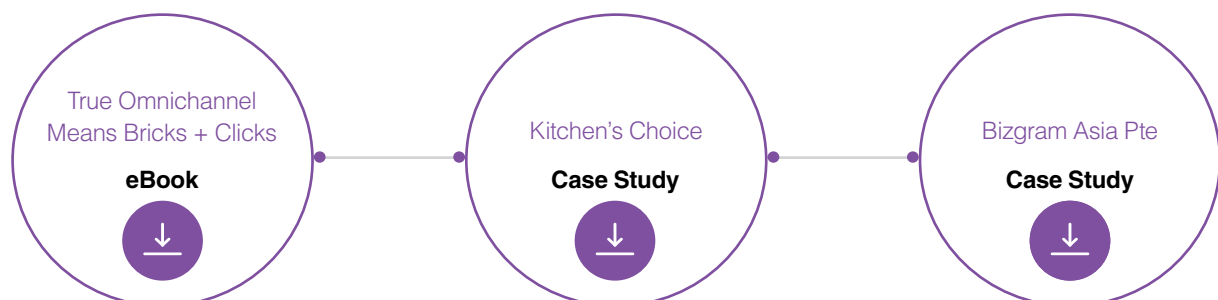 True Omnichannel
Means Bricks + Clicks
eBook
Kitchen's Choice
Case Study
Bizgram Asia Pte
Case Study